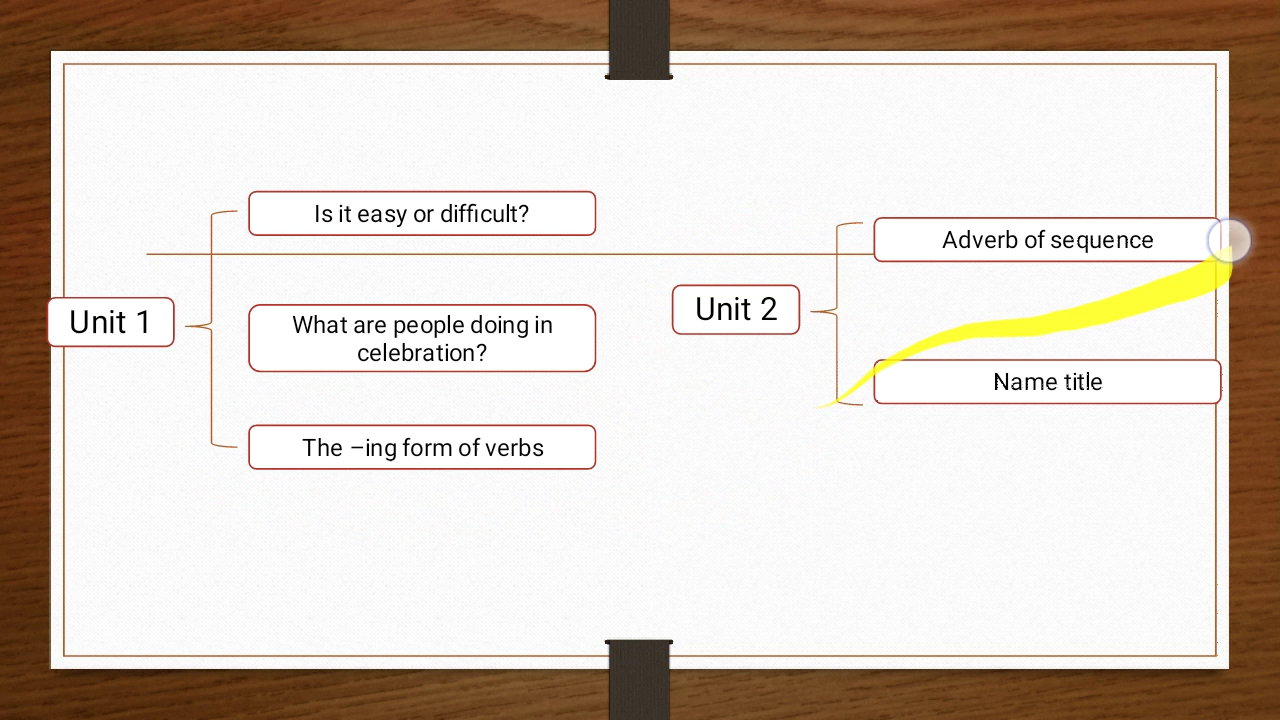 Unit 1
Is it easy or difficult?
What are people doing in
celebration?
The –ing form of verbs
Unit 2
Adverb of sequence
Name title